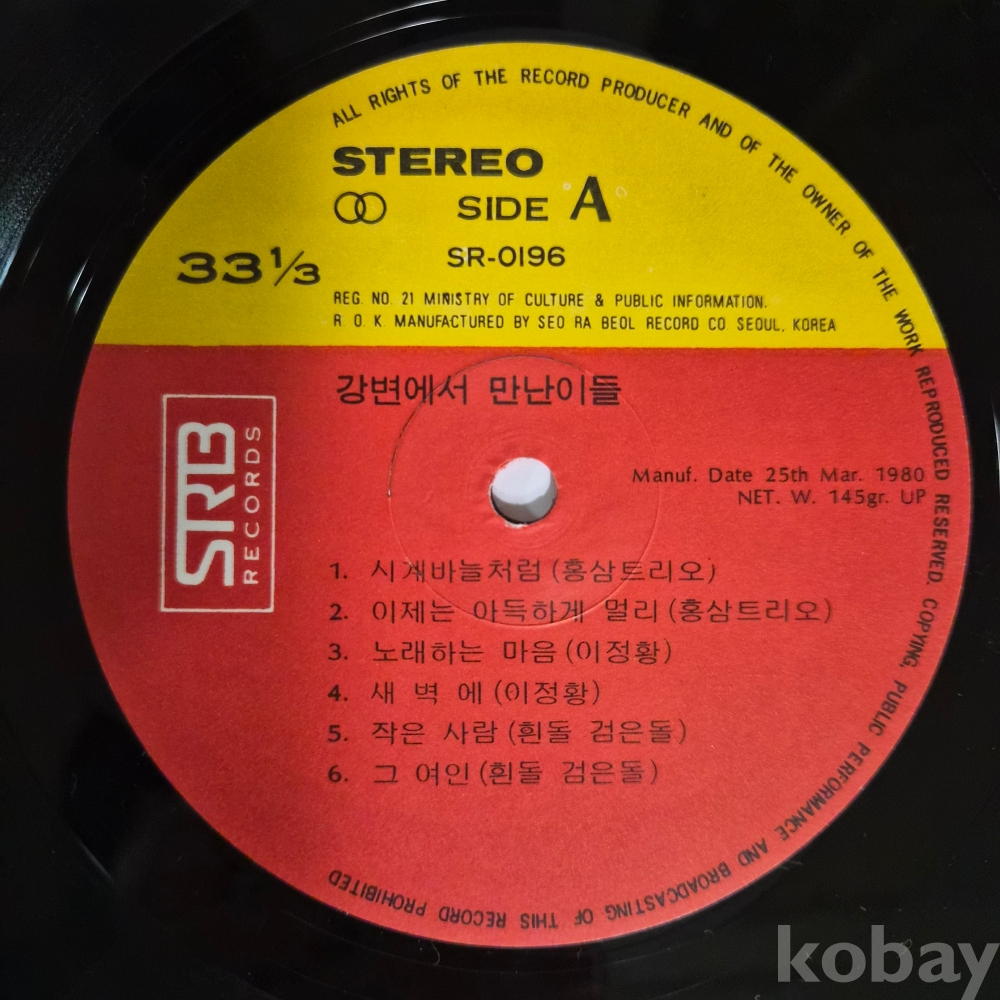 ALL RIGHTS OF THE RECORD PRODUCER AND OF THE OWNER OF THE WORK REPRODUCED RESERVED. COPYING, PUBLIC PERFORMANCE AND BROADCASTING OF THIS RECORD PROHIBITED
STEREO
SIDE A
33 1/3
SR-0196
REG. NO. 21 MINISTRY OF CULTURE & PUBLIC INFORMATION.
R. O. K. MANUFACTURED BY SEO RA BEOL RECORD CO. SEOUL, KOREA
강변에서 만난이들
SRB
RECORDS
Manuf. Date 25th Mar. 1980
NET. W. 145gr. UP
1. 시계바늘처럼 (홍삼트리오)
2. 이제는 아득하게 멀리 (홍삼트리오)
3. 노래하는 마음 (이정황)
4. 새 벽 에 (이정황)
5. 작은 사람 (흰돌 검은돌)
6. 그 여인 (흰돌 검은돌)
kobay